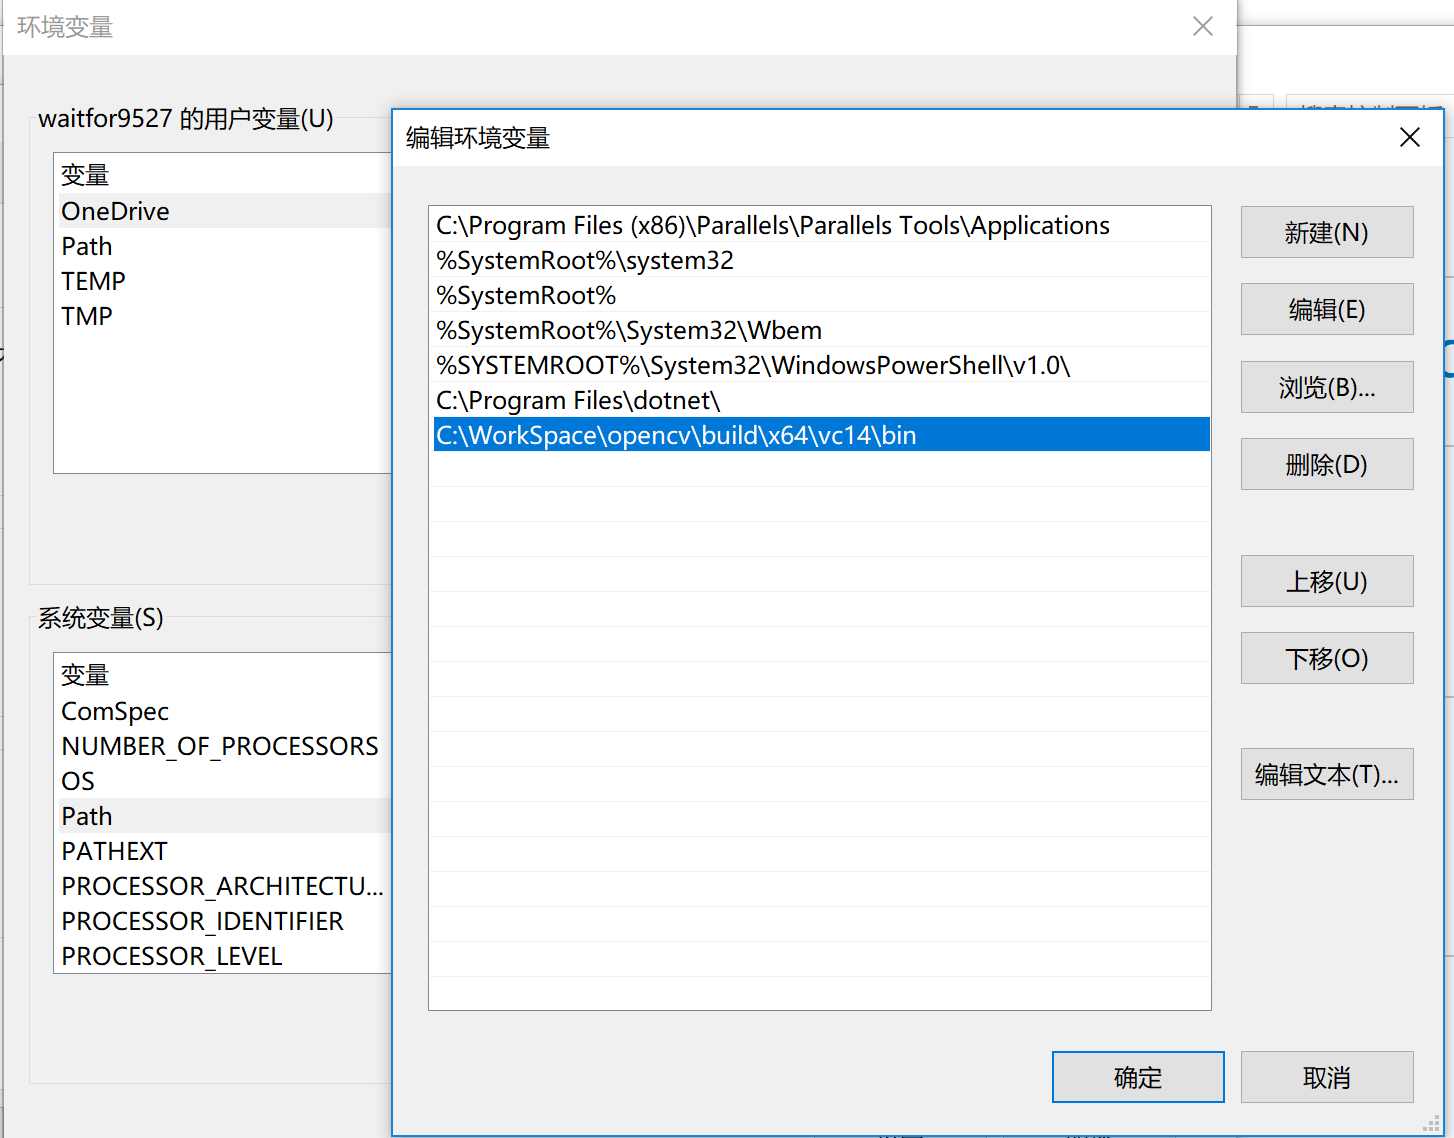 环境变量
waitfor9527 的用户变量(U)
变量
OneDrive
Path
TEMP
TMP
系统变量(S)
变量
ComSpec
NUMBER_OF_PROCESSORS
OS
Path
PATHEXT
PROCESSOR_ARCHITECTU...
PROCESSOR_IDENTIFIER
PROCESSOR_LEVEL
编辑环境变量
C:\Program Files (x86)\Parallels\Parallels Tools\Applications
%SystemRoot%\system32
%SystemRoot%
%SystemRoot%\System32\Wbem
%SYSTEMROOT%\System32\WindowsPowerShell\v1.0\
C:\Program Files\dotnet\
C:\WorkSpace\opencv\build\x64\vc14\bin
新建(N)
编辑(E)
浏览(B)...
删除(D)
上移(U)
下移(O)
编辑文本(T)...
确定
取消